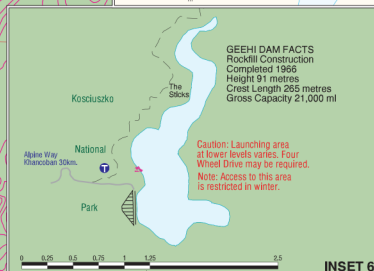 GEEHI DAM FACTS
Rockfill Construction
Completed 1966
Height 91 metres
Crest Length 265 metres
Gross Capacity 21,000 ml
The
Sticks
Kosciuszko
National
Park
Alpine Way
Khancoban 30km.
T
Caution: Launching area
at lower levels varies. Four
Wheel Drive may be required.
Note: Access to this area
is restricted in winter.
0 0.25 0.5 0.75 1 1.25 2.5
INSET 6